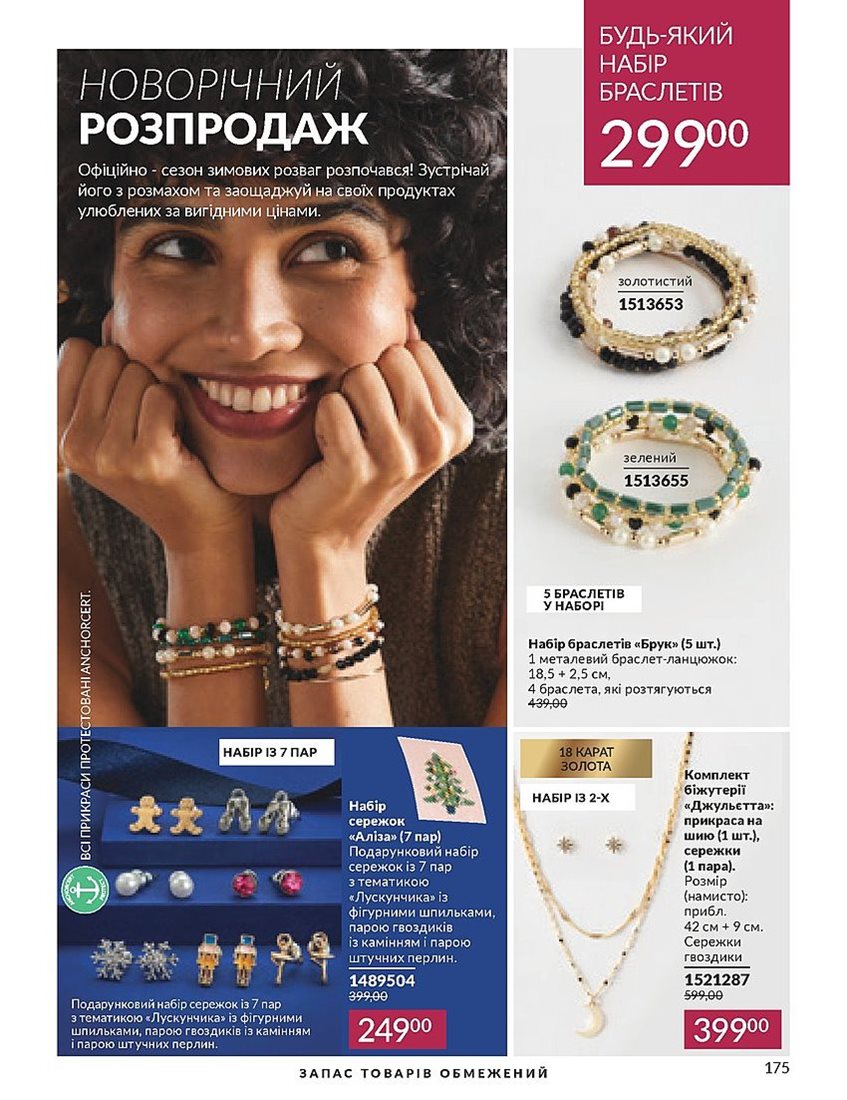 БУДЬ-ЯКИЙ
НАБІР
БРАСЛЕТІВ
299⁰⁰
НОВОРІЧНИЙ
РОЗПРОДАЖ
Офіційно - сезон зимових розваг розпочався! Зустрічай
його з розмахом та заощаджуй на своїх продуктах
улюблених за вигідними цінами.
золотистий
1513653
зелений
1513655
5 БРАСЛЕТІВ
У НАБОРІ
Набір браслетів «Брук» (5 шт.)
1 металевий браслет-ланцюжок:
18,5 + 2,5 см,
4 браслета, які розтягуються
439,00
ВСІ ПРИКРАСИ ПРОТЕСТОВАНІ ANCHORCERT.
НАБІР ІЗ 7 ПАР
Набір
сережок
«Аліза» (7 пар)
Подарунковий набір
сережок із 7 пар
з тематикою
«Лускунчика» із
фігурними шпильками,
парою гвоздиків
із камінням і парою
штучних перлин.
1489504
399,00
249⁰⁰
Подарунковий набір сережок із 7 пар
з тематикою «Лускунчика» із фігурними
шпильками, парою гвоздиків із камінням
і парою штучних перлин.
18 КАРАТ
ЗОЛОТА
НАБІР ІЗ 2-Х
Комплект
біжутерії
«Джульєтта»:
прикраса на
шию (1 шт.),
сережки
(1 пара).
Розмір
(намисто):
прибл.
42 см + 9 см.
Сережки
гвоздики
1521287
599,00
399⁰⁰
ЗАПАС ТОВАРІВ ОБМЕЖЕНИЙ
175